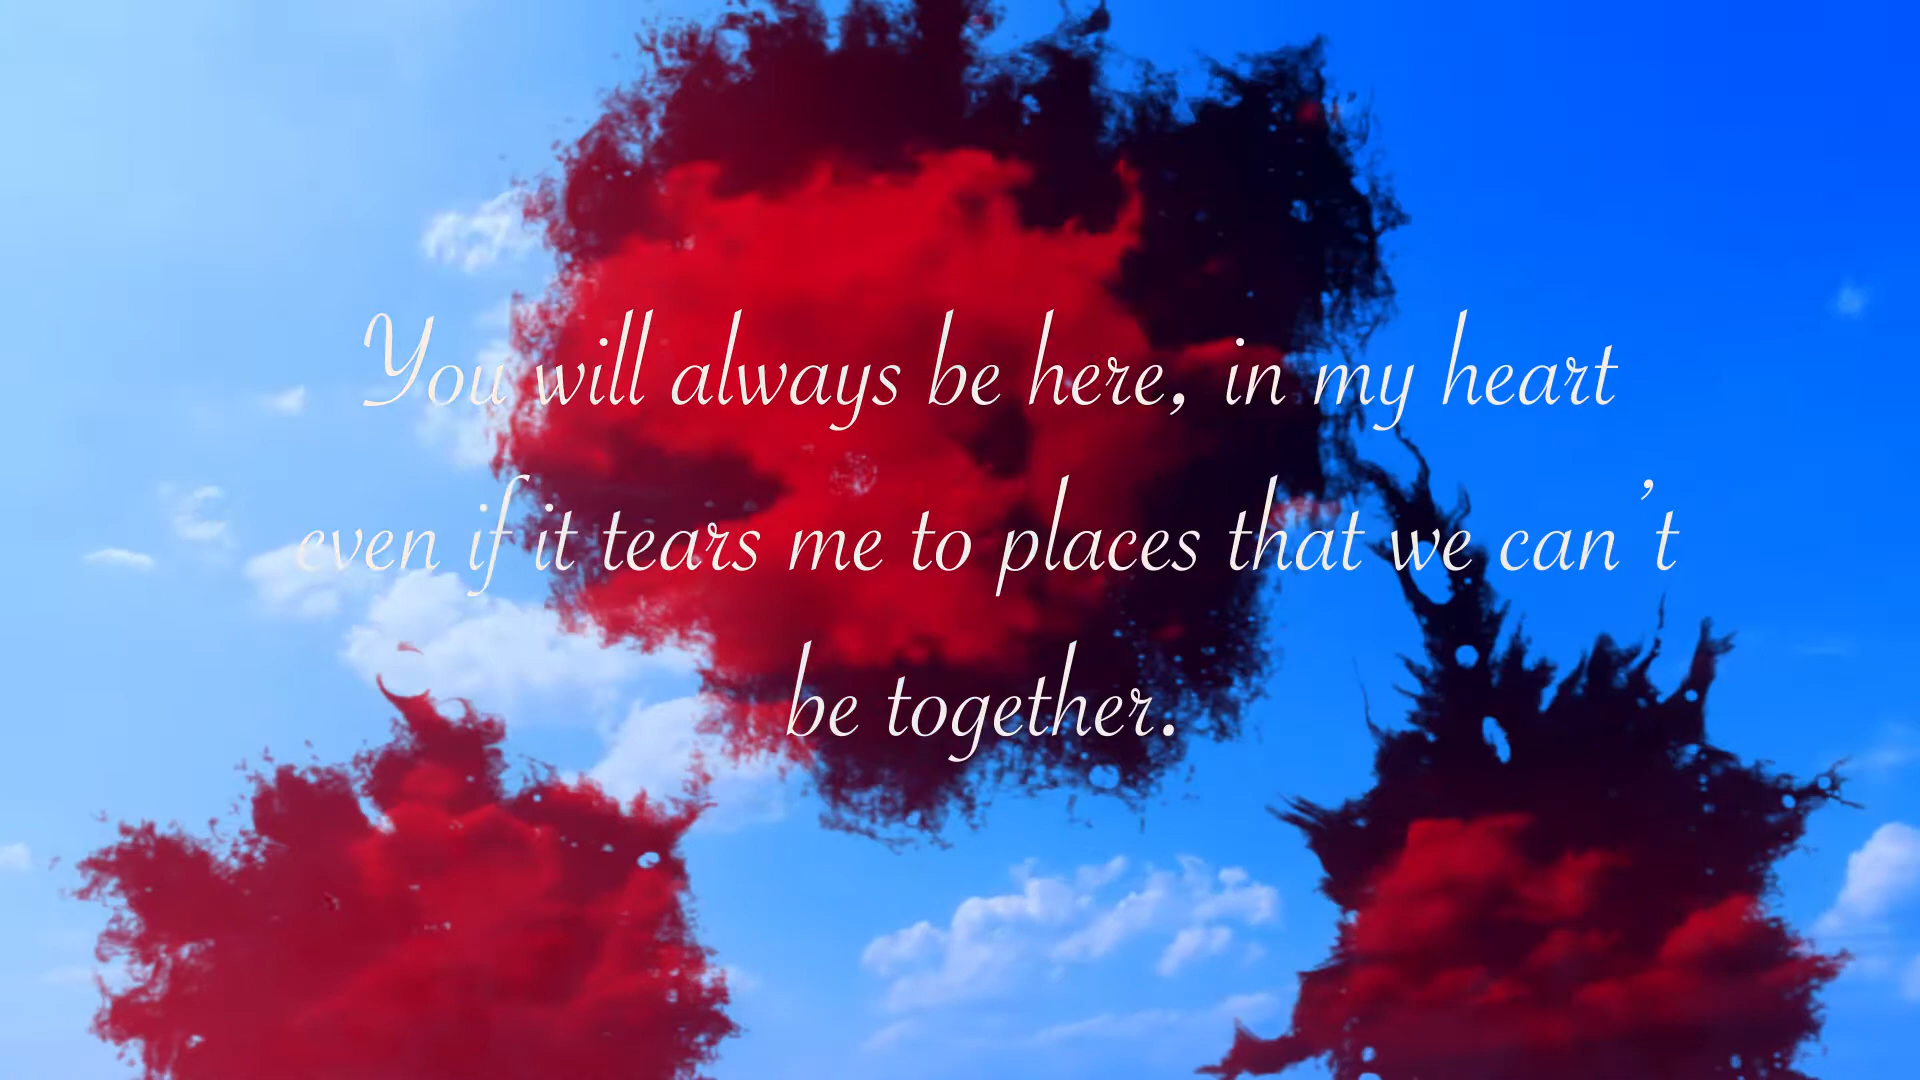 You will always be here, in my heart
even if it tears me to places that we can't
be together.